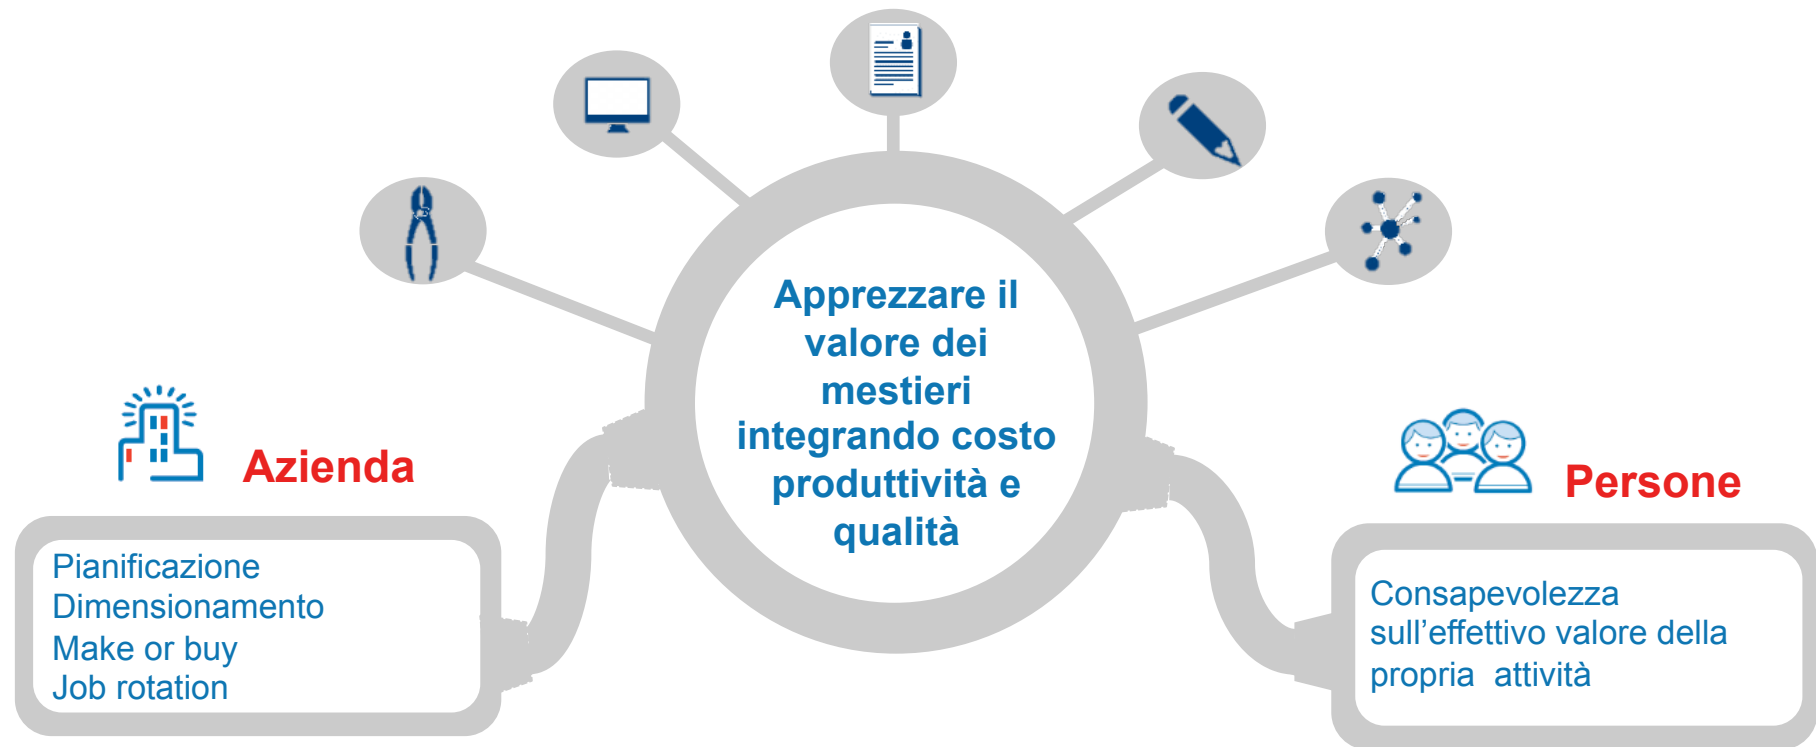 Apprezzare il
valore dei
mestieri
integrando costo
produttività e
qualità
Azienda
Pianificazione
Dimensionamento
Make or buy
Job rotation
Persone
Consapevolezza
sull’effettivo valore della
propria  attività